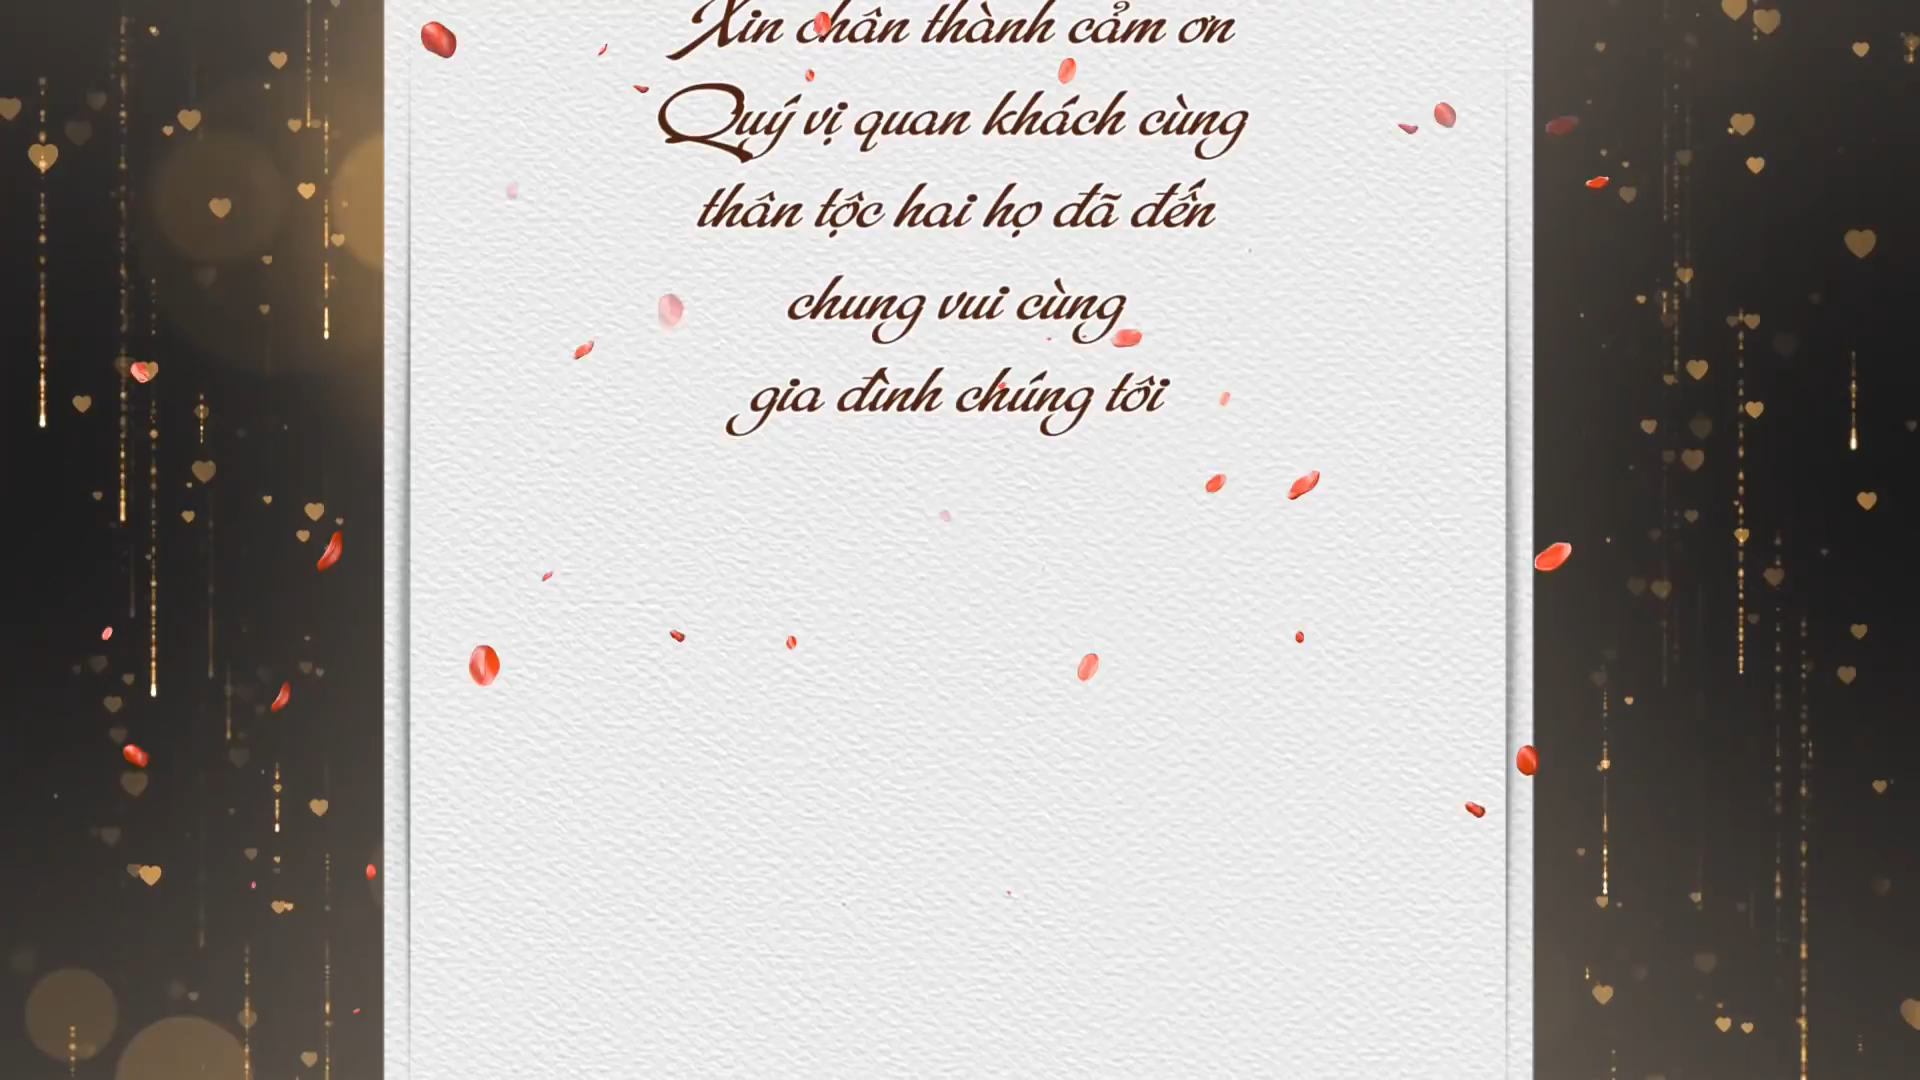 Xin chân thành cảm ơn
Quý vị quan khách cùng
thân tộc hai họ đã đến
chung vui cùng
gia đình chúng tôi